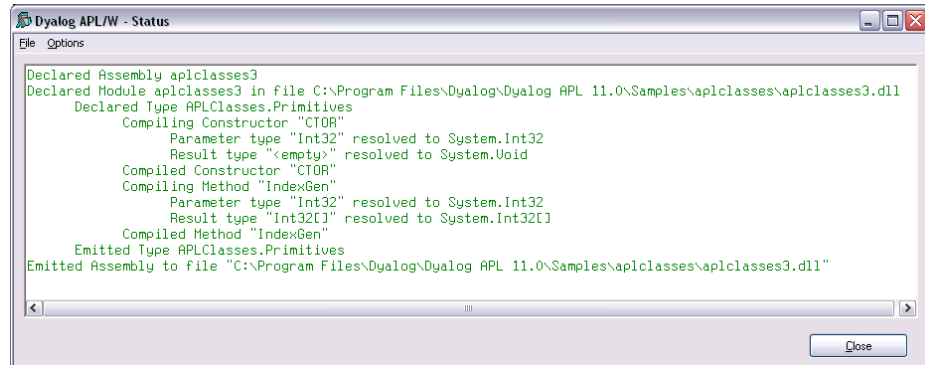 Dyalog APL/W - Status
File Options
Declared Assembly aplclasses3
Declared Module aplclasses3 in file C:\Program Files\Dyalog\Dyalog APL 11.0\Samples\aplclasses\aplclasses3.dll
Declared Type APLClasses.Primitives
Compiling Constructor "CTOR"
Parameter type "Int32" resolved to System.Int32
Result type "<empty>" resolved to System.Void
Compiled Constructor "CTOR"
Compiling Method "IndexGen"
Parameter type "Int32" resolved to System.Int32
Result type "Int32[]" resolved to System.Int32[]
Compiled Method "IndexGen"
Emitted Type APLClasses.Primitives
Emitted Assembly to file "C:\Program Files\Dyalog\Dyalog APL 11.0\Samples\aplclasses\aplclasses3.dll"
Close